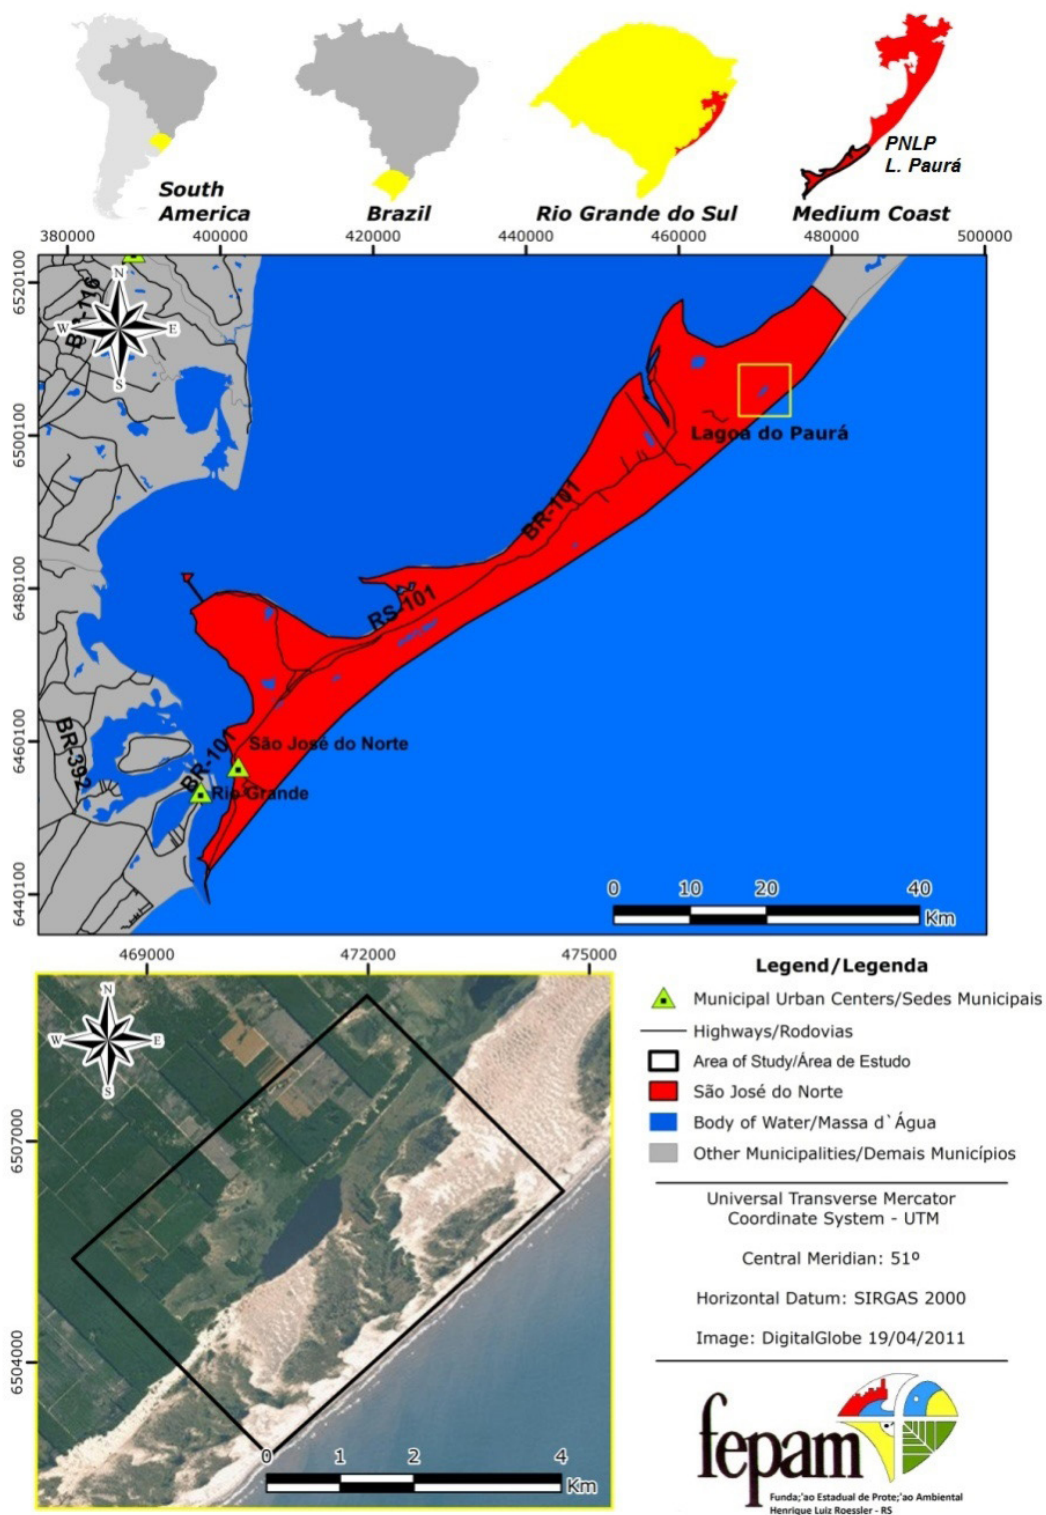 South
America
Brazil
Rio Grande do Sul
PNLP
L. Paurá
Medium Coast
380000 400000 420000 440000 460000 480000 500000
6520100
6500100
6480100
6460100
6440100
N
W E
S
BR-116
Lagoa do Paurá
BR-101
RS-101
BR-392
BR-101
São José do Norte
Rio Grande
0 10 20 40
Km
469000 472000 475000
6507000
6504000
N
W E
S
0 1 2 4
Km
Legend/Legenda
Municipal Urban Centers/Sedes Municipais
Highways/Rodovias
Area of Study/Área de Estudo
São José do Norte
Body of Water/Massa d`Água
Other Municipalities/Demais Municípios
Universal Transverse Mercator
Coordinate System - UTM
Central Meridian: 51º
Horizontal Datum: SIRGAS 2000
Image: DigitalGlobe 19/04/2011
fepam
Funda;'ao Estadual de Prote;'ao Ambiental
Henrique Luiz Roessler - RS